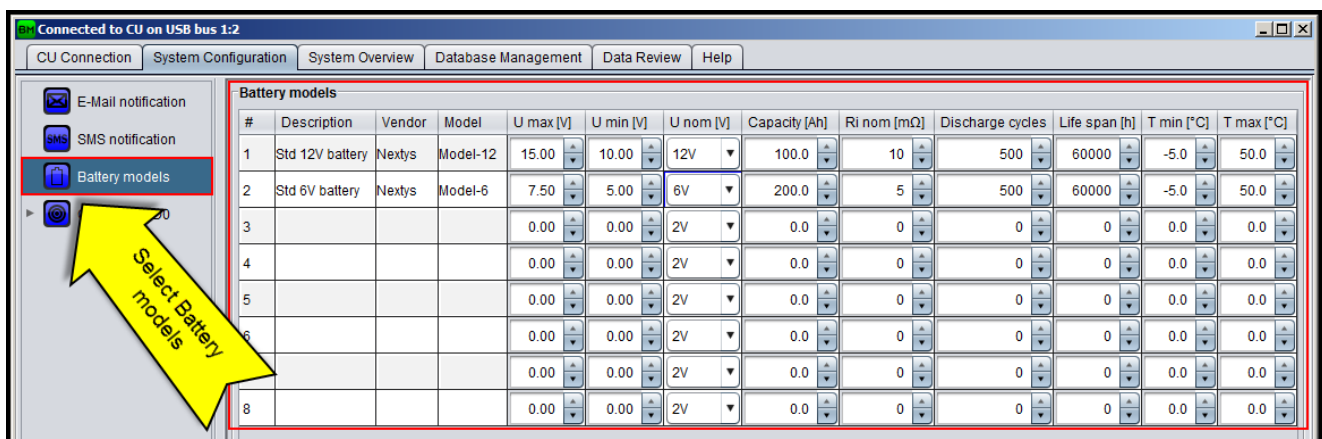 BM Connected to CU on USB bus 1:2
CU Connection System Configuration System Overview Database Management Data Review Help
E-Mail notification
SMS SMS notification
Battery models
Select Battery
models
Battery models
# Description Vendor Model U max [V] U min [V] U nom [V] Capacity [Ah] Ri nom [mΩ] Discharge cycles Life span [h] T min [°C] T max [°C]
1 Std 12V battery Nextys Model-12 15.00 10.00 12V 100.0 10 500 60000 -5.0 50.0
2 Std 6V battery Nextys Model-6 7.50 5.00 6V 200.0 5 500 60000 -5.0 50.0
3 0.00 0.00 2V 0.0 0 0 0 0.0 0.0
4 0.00 0.00 2V 0.0 0 0 0 0.0 0.0
5 0.00 0.00 2V 0.0 0 0 0 0.0 0.0
6 0.00 0.00 2V 0.0 0 0 0 0.0 0.0
0.00 0.00 2V 0.0 0 0 0 0.0 0.0
8 0.00 0.00 2V 0.0 0 0 0 0.0 0.0